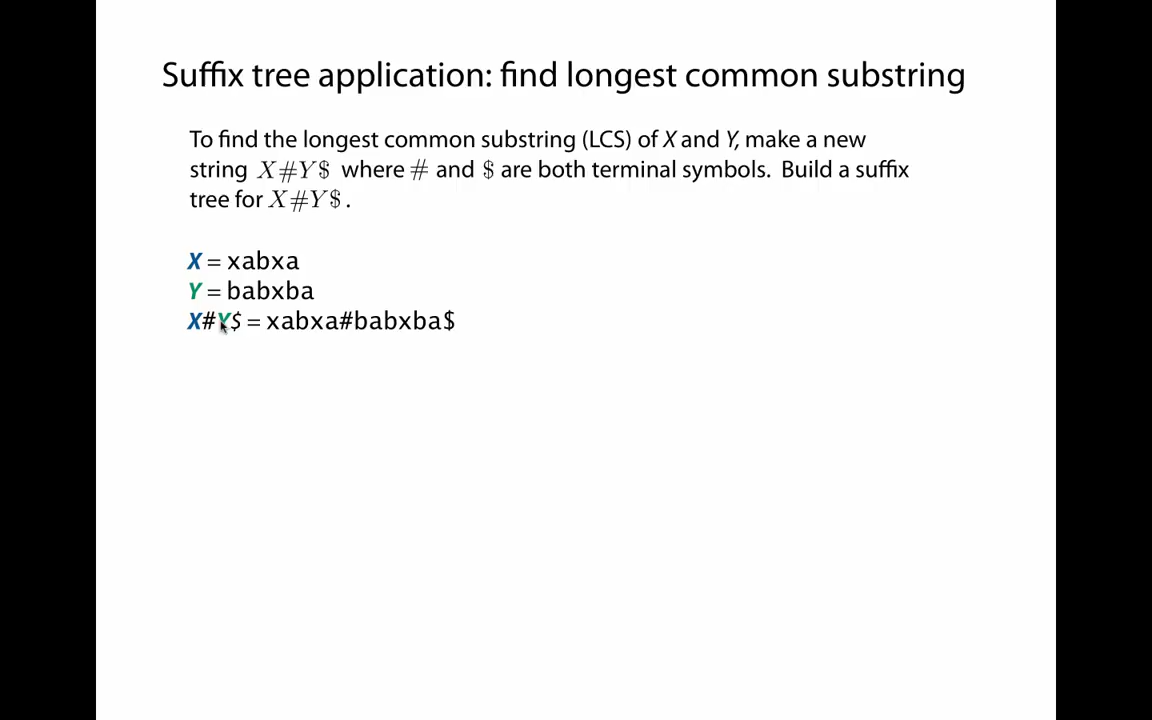 Suffix tree application: find longest common substring
To find the longest common substring (LCS) of X and Y, make a new
string X#Y$ where # and $ are both terminal symbols. Build a suffix
tree for X#Y$.
X = xabxa
Y = babxba
X#Y$ = xabxa#babxba$